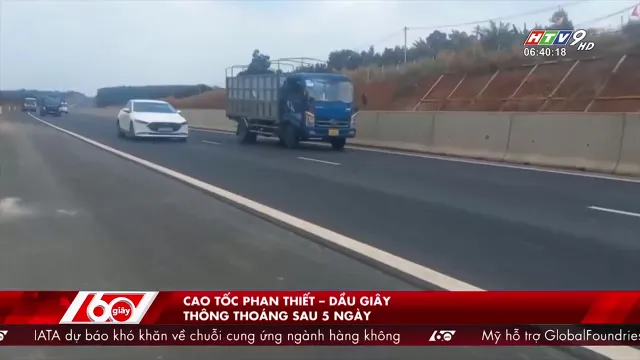 HTV9 HD
06:40:18
60 giây
CAO TỐC PHAN THIẾT – DẦU GIÂY
THÔNG THOÁNG SAU 5 NGÀY
IATA dự báo khó khăn về chuỗi cung ứng ngành hàng không 60 Mỹ hỗ trợ GlobalFoundries